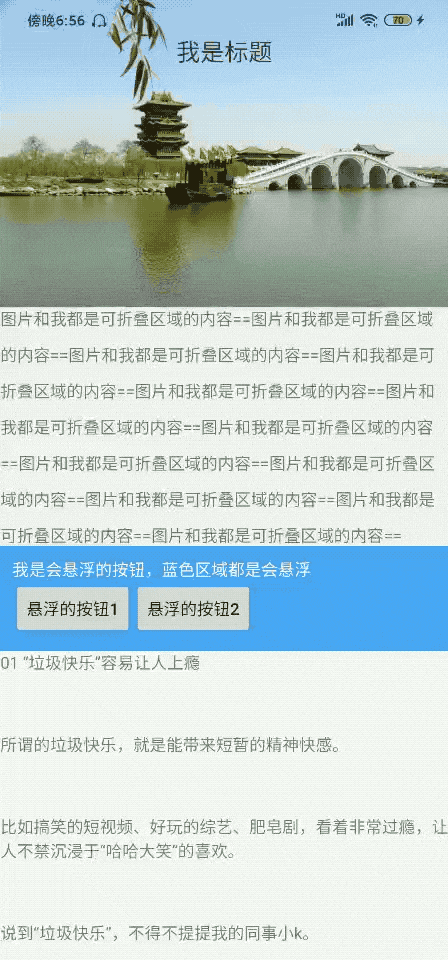 傍晚6:56
HD
70
我是标题
图片和我都是可折叠区域的内容==图片和我都是可折叠区域
的内容==图片和我都是可折叠区域的内容==图片和我都是可
折叠区域的内容==图片和我都是可折叠区域的内容==图片和
我都是可折叠区域的内容==图片和我都是可折叠区域的内容
==图片和我都是可折叠区域的内容==图片和我都是可折叠区
域的内容==图片和我都是可折叠区域的内容==图片和我都是
可折叠区域的内容==图片和我都是可折叠区域的内容==
我是会悬浮的按钮，蓝色区域都是会悬浮
悬浮的按钮1 悬浮的按钮2
01 “垃圾快乐”容易让人上瘾
所谓的垃圾快乐，就是能带来短暂的精神快感。
比如搞笑的短视频、好玩的综艺、肥皂剧，看着非常过瘾，让
人不禁沉浸于“哈哈大笑”的喜欢。
说到“垃圾快乐”，不得不提提我的同事小k。